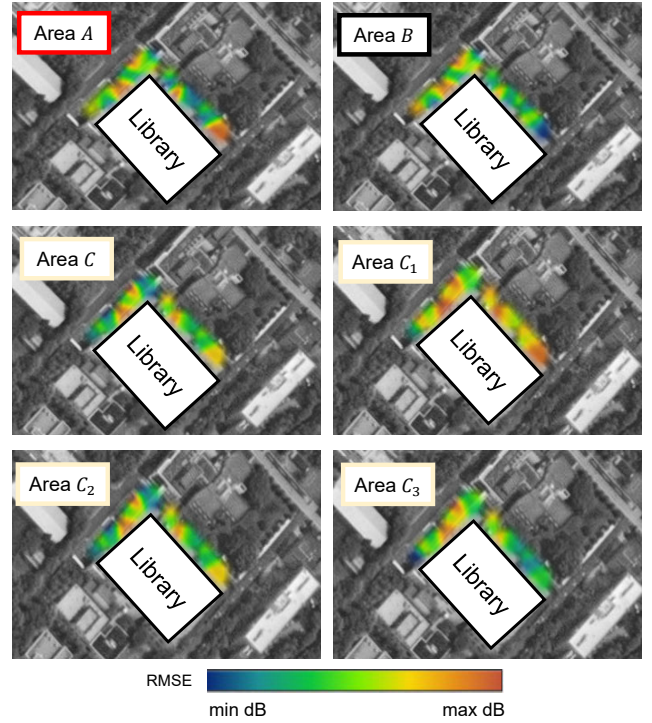 Area A
Area B
Library
Library
Area C
Area C₁
Library
Library
Area C₂
Area C₃
Library
Library
RMSE
min dB
max dB